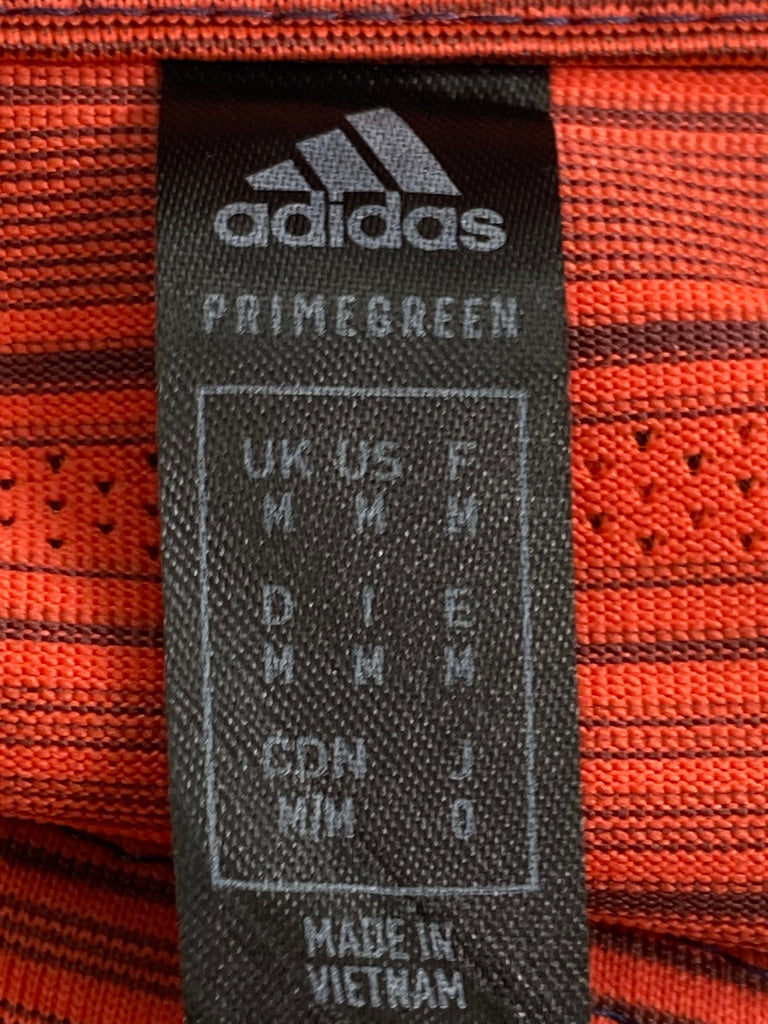 adidas
PRIMEGREEN
UK US F
M M M
D I E
M M M
CDN J
M/M O
MADE IN
VIETNAM